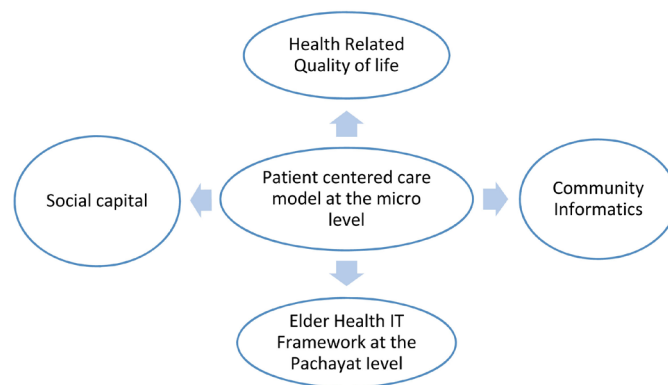 Health Related
Quality of life
Social capital
Patient centered care
model at the micro
level
Community
Informatics
Elder Health IT
Framework at the
Pachayat level